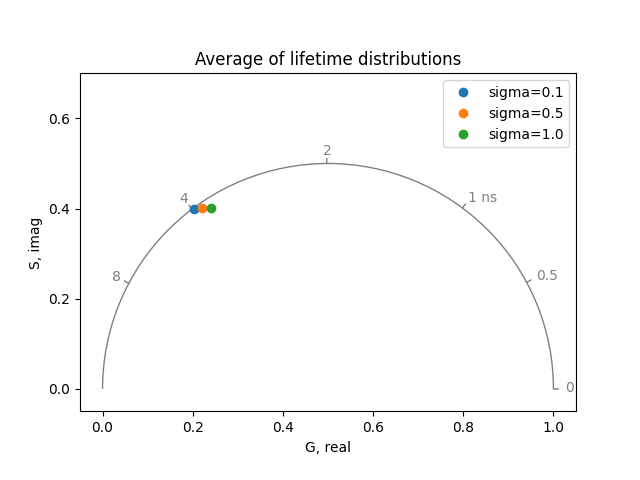 Average of lifetime distributions
sigma=0.1
sigma=0.5
sigma=1.0
0.6
0.4
0.2
0.0
S, imag
8
4
2
1 ns
0.5
0
0.0
0.2
0.4
0.6
0.8
1.0
G, real